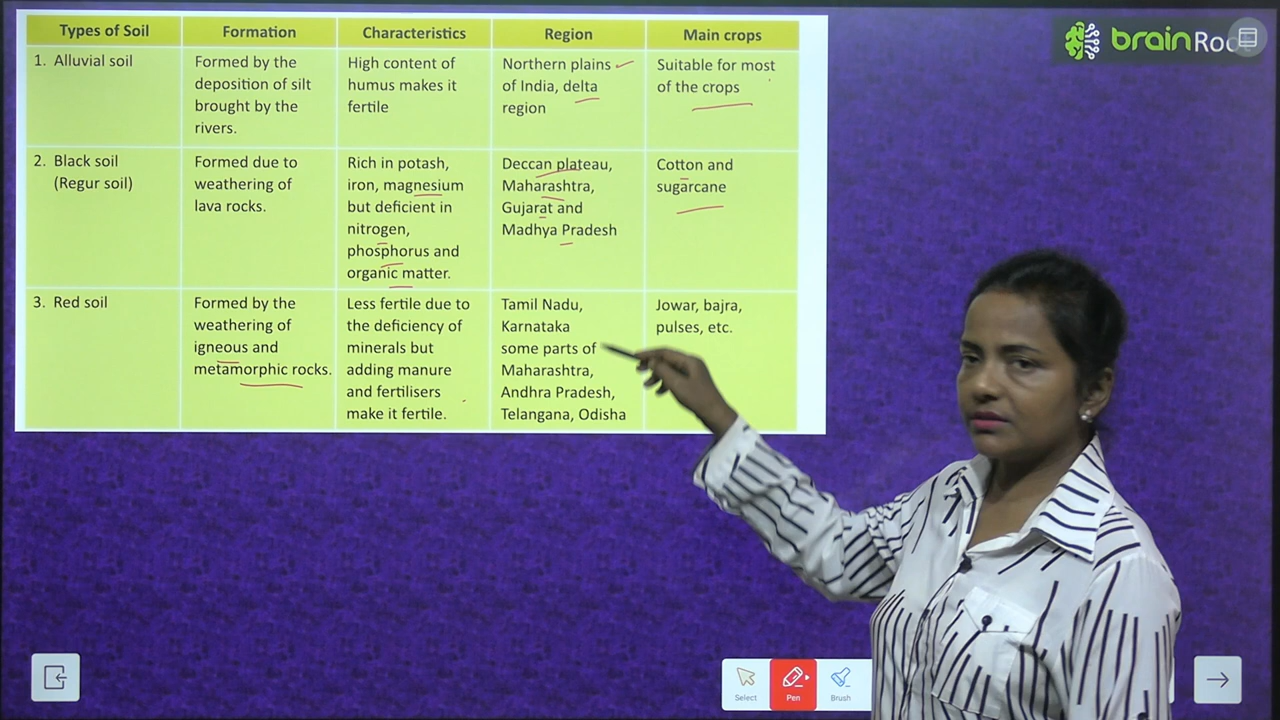 Types of Soil
Formation
Characteristics
Region
Main crops
1. Alluvial soil
Formed by the
deposition of silt
brought by the
rivers.
High content of
humus makes it
fertile
Northern plains
of India, delta
region
Suitable for most
of the crops
2. Black soil
(Regur soil)
Formed due to
weathering of
lava rocks.
Rich in potash,
iron, magnesium
but deficient in
nitrogen,
phosphorus and
organic matter.
Deccan plateau,
Maharashtra,
Gujarat and
Madhya Pradesh
Cotton and
sugarcane
3. Red soil
Formed by the
weathering of
igneous and
metamorphic rocks.
Less fertile due to
the deficiency of
minerals but
adding manure
and fertilisers
make it fertile.
Tamil Nadu,
Karnataka
some parts of
Maharashtra,
Andhra Pradesh,
Telangana, Odisha
Jowar, bajra,
pulses, etc.
brain
Select
Pen
Brush